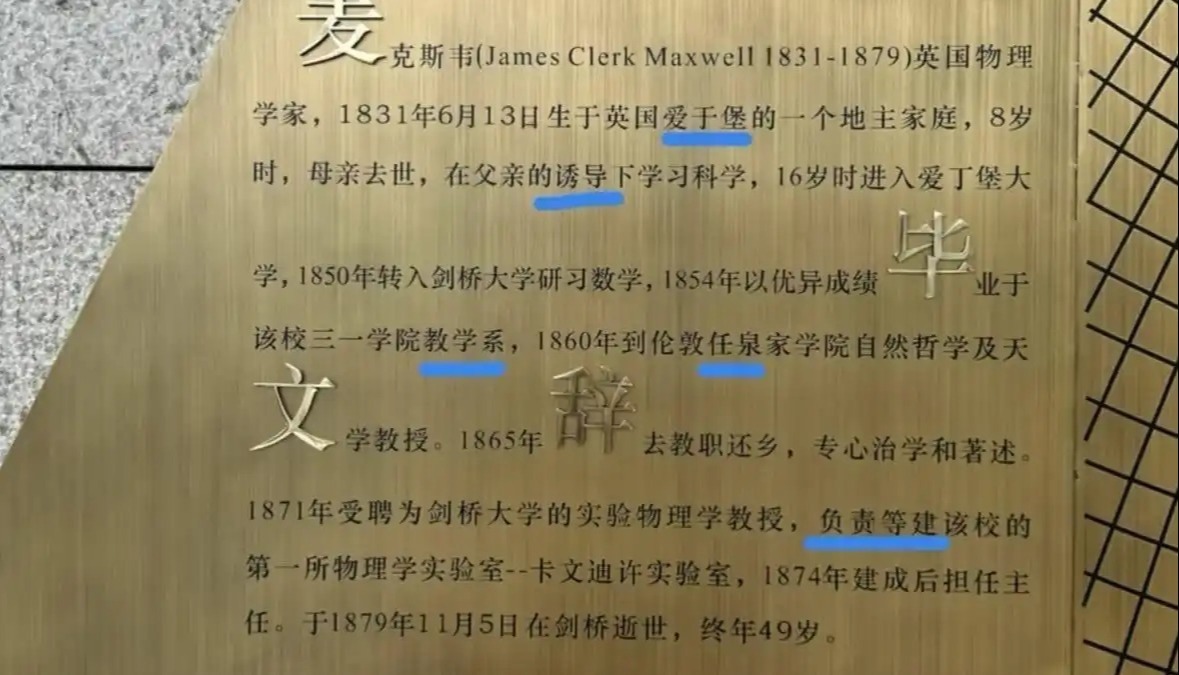 麦克斯韦(James Clerk Maxwell 1831-1879)英国物理
学家，1831年6月13日生于英国爱于堡的一个地主家庭，8岁
时，母亲去世，在父亲的诱导下学习科学，16岁时进入爱丁堡大
学，1850年转入剑桥大学研习数学，1854年以优异成绩毕业于
该校三一学院教学系，1860年到伦敦任泉家学院自然哲学及天
文学教授。1865年辞去教职还乡，专心治学和著述。
1871年受聘为剑桥大学的实验物理学教授，负责等建该校的
第一所物理学实验室--卡文迪许实验室，1874年建成后担任主
任。于1879年11月5日在剑桥逝世，终年49岁。